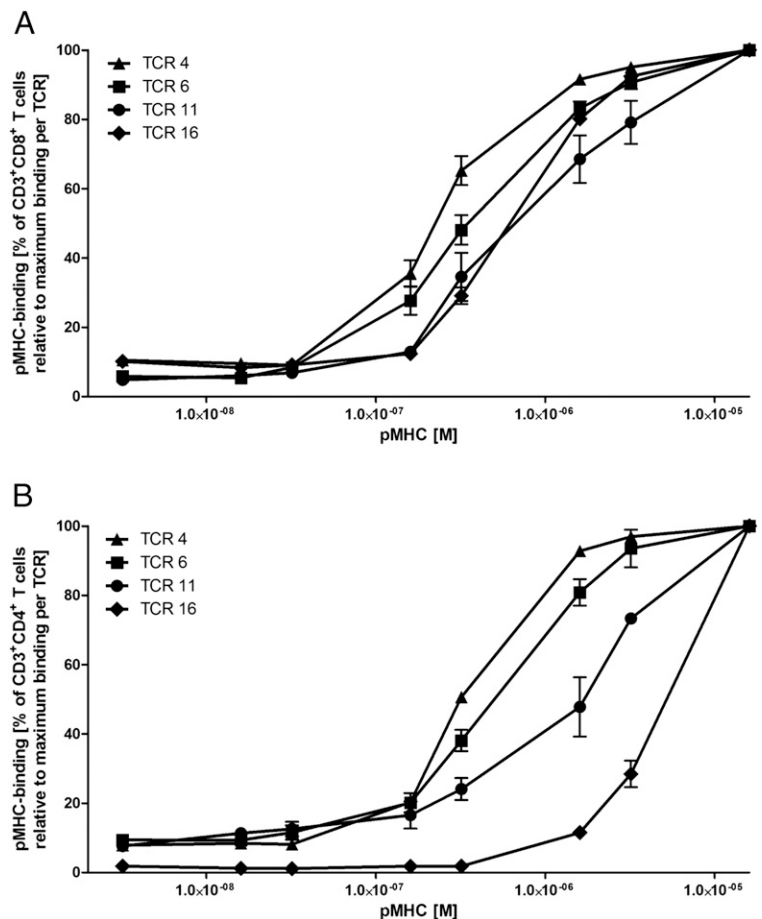 A
pMHC-binding [% of CD3⁺CD8⁺ T cells
relative to maximum binding per TCR]
100
80
60
40
20
0
TCR 4
TCR 6
TCR 11
TCR 16
1.0×10⁻⁰⁸ 1.0×10⁻⁰⁷ 1.0×10⁻⁰⁶ 1.0×10⁻⁰⁵
pMHC [M]
B
pMHC-binding [% of CD3⁺CD4⁺ T cells
relative to maximum binding per TCR]
100
80
60
40
20
0
TCR 4
TCR 6
TCR 11
TCR 16
1.0×10⁻⁰⁸ 1.0×10⁻⁰⁷ 1.0×10⁻⁰⁶ 1.0×10⁻⁰⁵
pMHC [M]